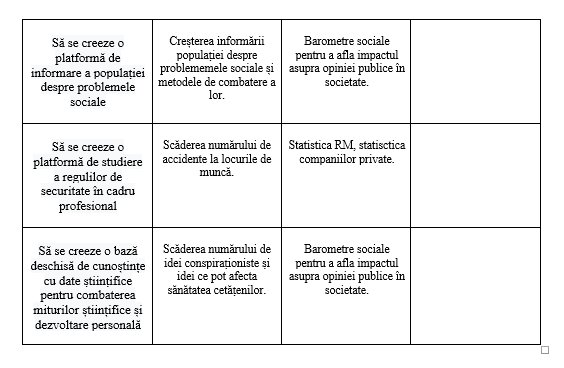 Să se creeze o
platformă de
informare a populației
despre problemele
sociale
Creșterea informării
populației despre
problememele sociale și
metodele de combatere a
lor.
Barometre sociale
pentru a afla impactul
asupra opiniei publice în
societate.
Să se creeze o
platformă de studiere
a regulilor de
securitate în cadru
profesional
Scăderea numărului de
accidente la locurile de
muncă.
Statistica RM, statisctica
companiilor private.
Să se creeze o bază
deschisă de cunoștințe
cu date științifice
pentru combaterea
miturilor științifice și
dezvoltare personală
Scăderea numărului de
idei conspiraționiste și
idei ce pot afecta
sănătatea cetățenilor.
Barometre sociale
pentru a afla impactul
asupra opiniei publice în
societate.